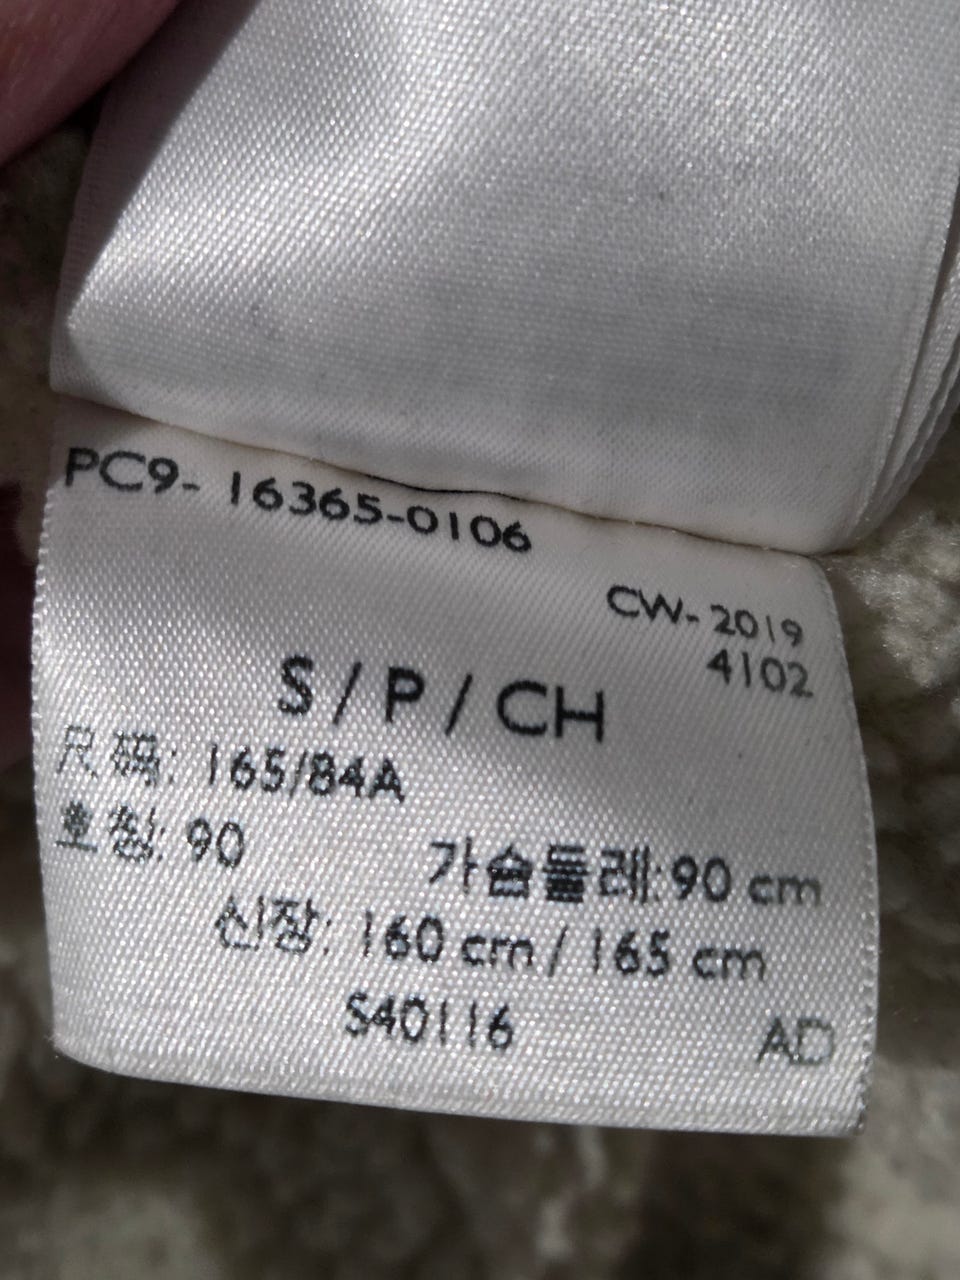 PC9- 16365-0106
CW- 2019
4102
S / P / CH
尺码: 165/84A
호칭: 90 가슴둘레: 90 cm
신장: 160 cm / 165 cm
S40116 AD